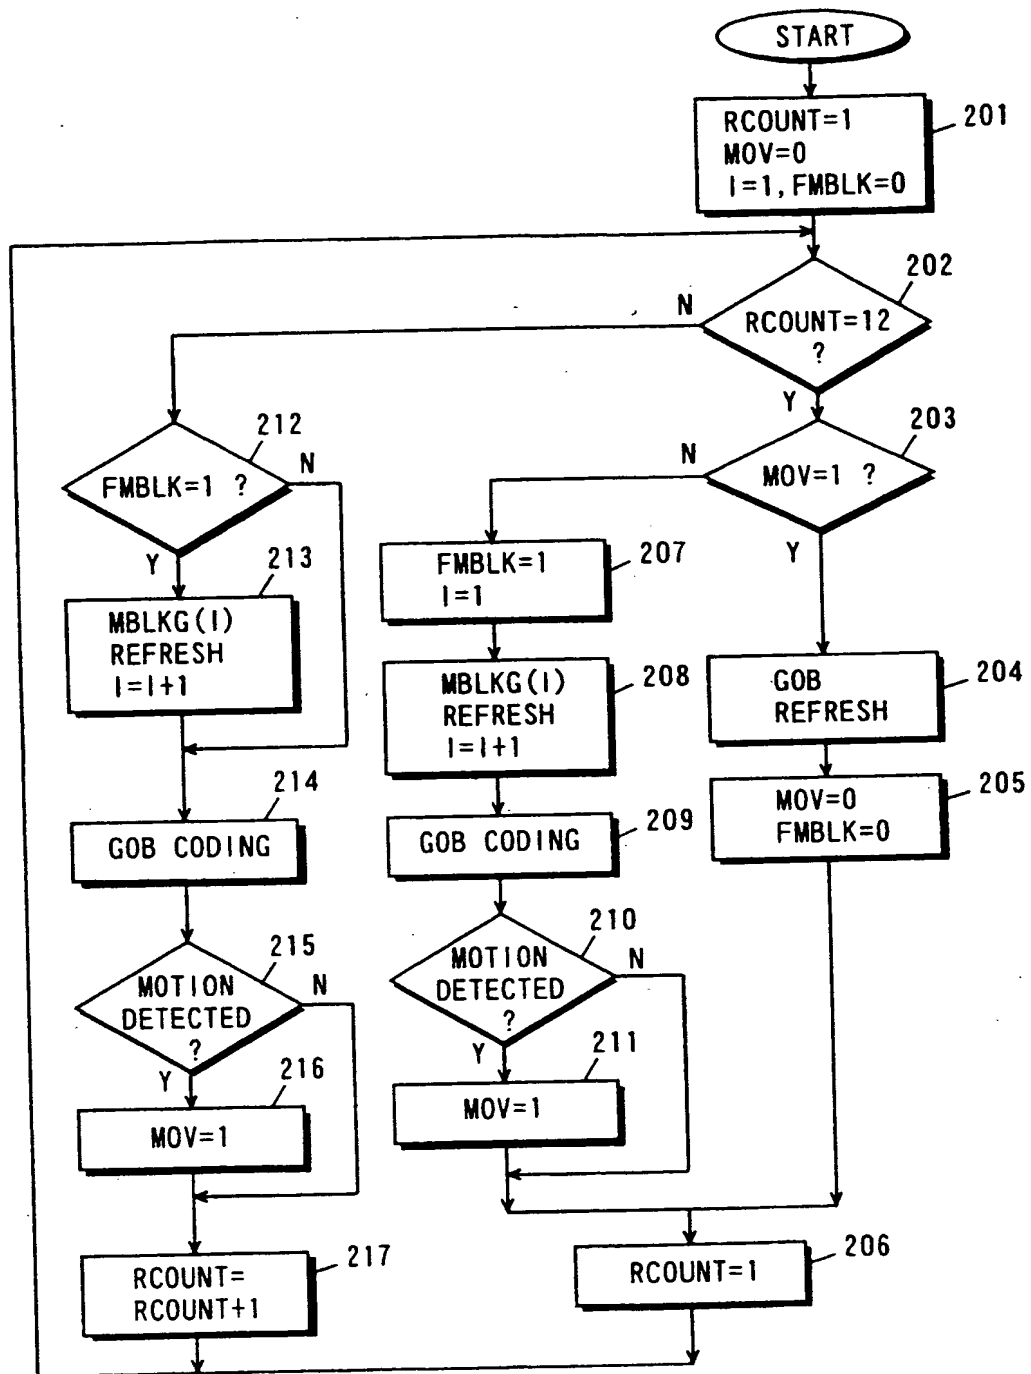 START
RCOUNT=1
MOV=0
I=1, FMBLK=0
201
202
N
RCOUNT=12
?
Y
203
N
MOV=1 ?
Y
212
N
FMBLK=1 ?
Y
213
MBLKG(I)
REFRESH
I=I+1
FMBLK=1
I=1
207
MBLKG(I)
REFRESH
I=I+1
208
GOB
REFRESH
204
MOV=0
FMBLK=0
205
214
GOB CODING
GOB CODING
209
215
N
MOTION
DETECTED
?
Y
210
N
MOTION
DETECTED
?
Y
216
MOV=1
211
MOV=1
RCOUNT=
RCOUNT+1
217
RCOUNT=1
206